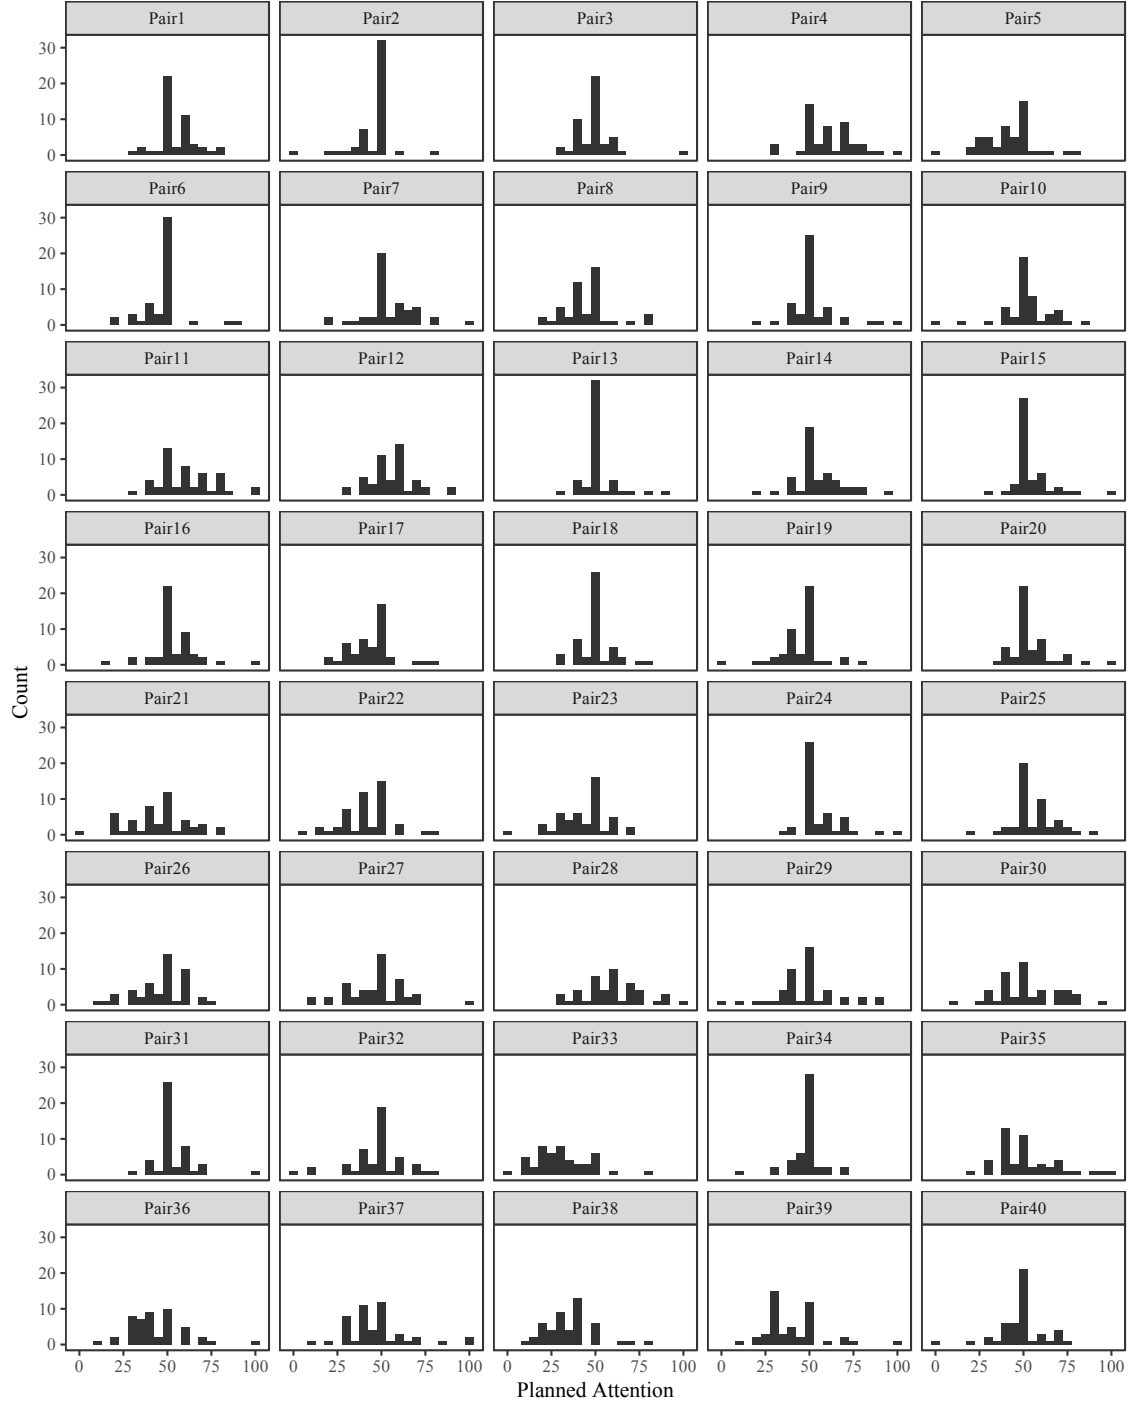 Pair1 Pair2 Pair3 Pair4 Pair5
30
20
10
0
Pair6 Pair7 Pair8 Pair9 Pair10
30
20
10
0
Pair11 Pair12 Pair13 Pair14 Pair15
30
20
10
0
Pair16 Pair17 Pair18 Pair19 Pair20
30
20
10
0
Count
Pair21 Pair22 Pair23 Pair24 Pair25
30
20
10
0
Pair26 Pair27 Pair28 Pair29 Pair30
30
20
10
0
Pair31 Pair32 Pair33 Pair34 Pair35
30
20
10
0
Pair36 Pair37 Pair38 Pair39 Pair40
30
20
10
0
0 25 50 75 100 0 25 50 75 100 0 25 50 75 100 0 25 50 75 100 0 25 50 75 100
Planned Attention